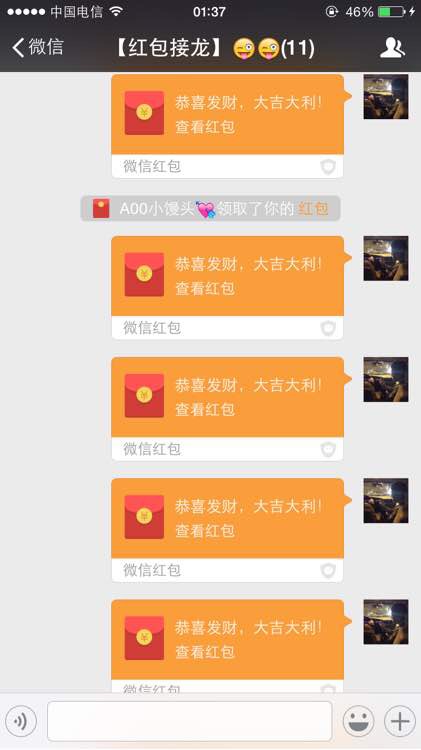 中国电信 01:37 46%
微信 【红包接龙】😜😜(11)
恭喜发财，大吉大利！
查看红包
微信红包
A00小馒头💘领取了你的红包
恭喜发财，大吉大利！
查看红包
微信红包
恭喜发财，大吉大利！
查看红包
微信红包
恭喜发财，大吉大利！
查看红包
微信红包
恭喜发财，大吉大利！
查看红包
微信红包